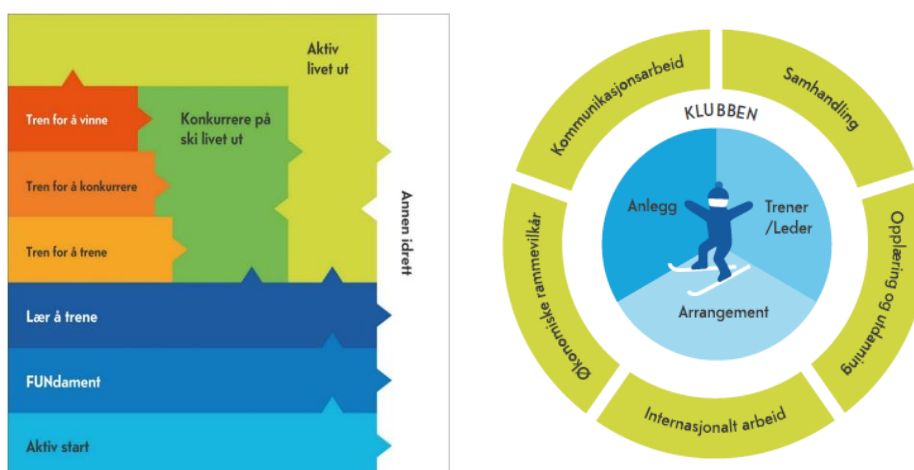 Aktiv
livet ut
Tren for å vinne
Konkurrere på
ski livet ut
Tren for å konkurrere
Tren for å trene
Annen idrett
Lær å trene
FUNdament
Aktiv start
Kommunikasjonsarbeid
Samhandling
KLUBBEN
Anlegg
Trener
/Leder
Arrangement
Økonomiske rammevilkår
Opplæring og utdanning
Internasjonalt arbeid